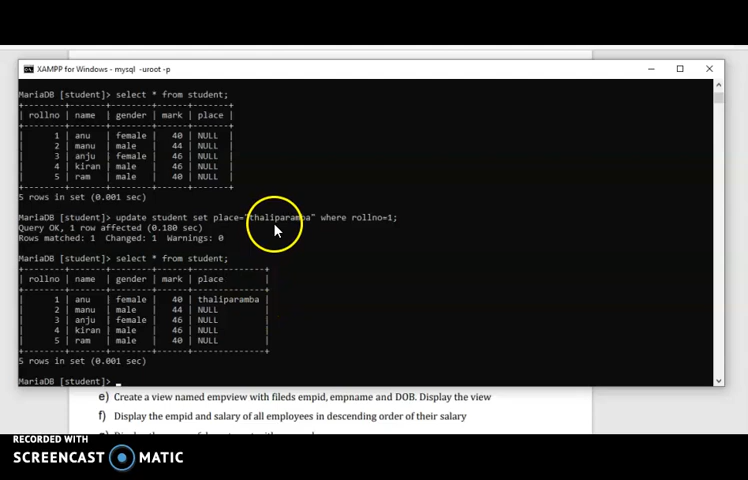 XAMPP for Windows - mysql -uroot -p
MariaDB [student]> select * from student;
+--------+-------+--------+------+-------+
| rollno | name | gender | mark | place |
+--------+-------+--------+------+-------+
| 1 | anu | female | 40 | NULL |
| 2 | manu | male | 44 | NULL |
| 3 | anju | female | 46 | NULL |
| 4 | kiran | male | 46 | NULL |
| 5 | ram | male | 40 | NULL |
+--------+-------+--------+------+-------+
5 rows in set (0.001 sec)
MariaDB [student]> update student set place="thaliparamba" where rollno=1;
Query OK, 1 row affected (0.180 sec)
Rows matched: 1 Changed: 1 Warnings: 0
MariaDB [student]> select * from student;
+--------+-------+--------+------+--------------+
| rollno | name | gender | mark | place |
+--------+-------+--------+------+--------------+
| 1 | anu | female | 40 | thaliparamba |
| 2 | manu | male | 44 | NULL |
| 3 | anju | female | 46 | NULL |
| 4 | kiran | male | 46 | NULL |
| 5 | ram | male | 40 | NULL |
+--------+-------+--------+------+--------------+
5 rows in set (0.001 sec)
MariaDB [student]> _
e) Create a view named empview with fileds empid, empname and DOB. Display the view
f) Display the empid and salary of all employees in descending order of their salary
RECORDED WITH
SCREENCAST MATIC